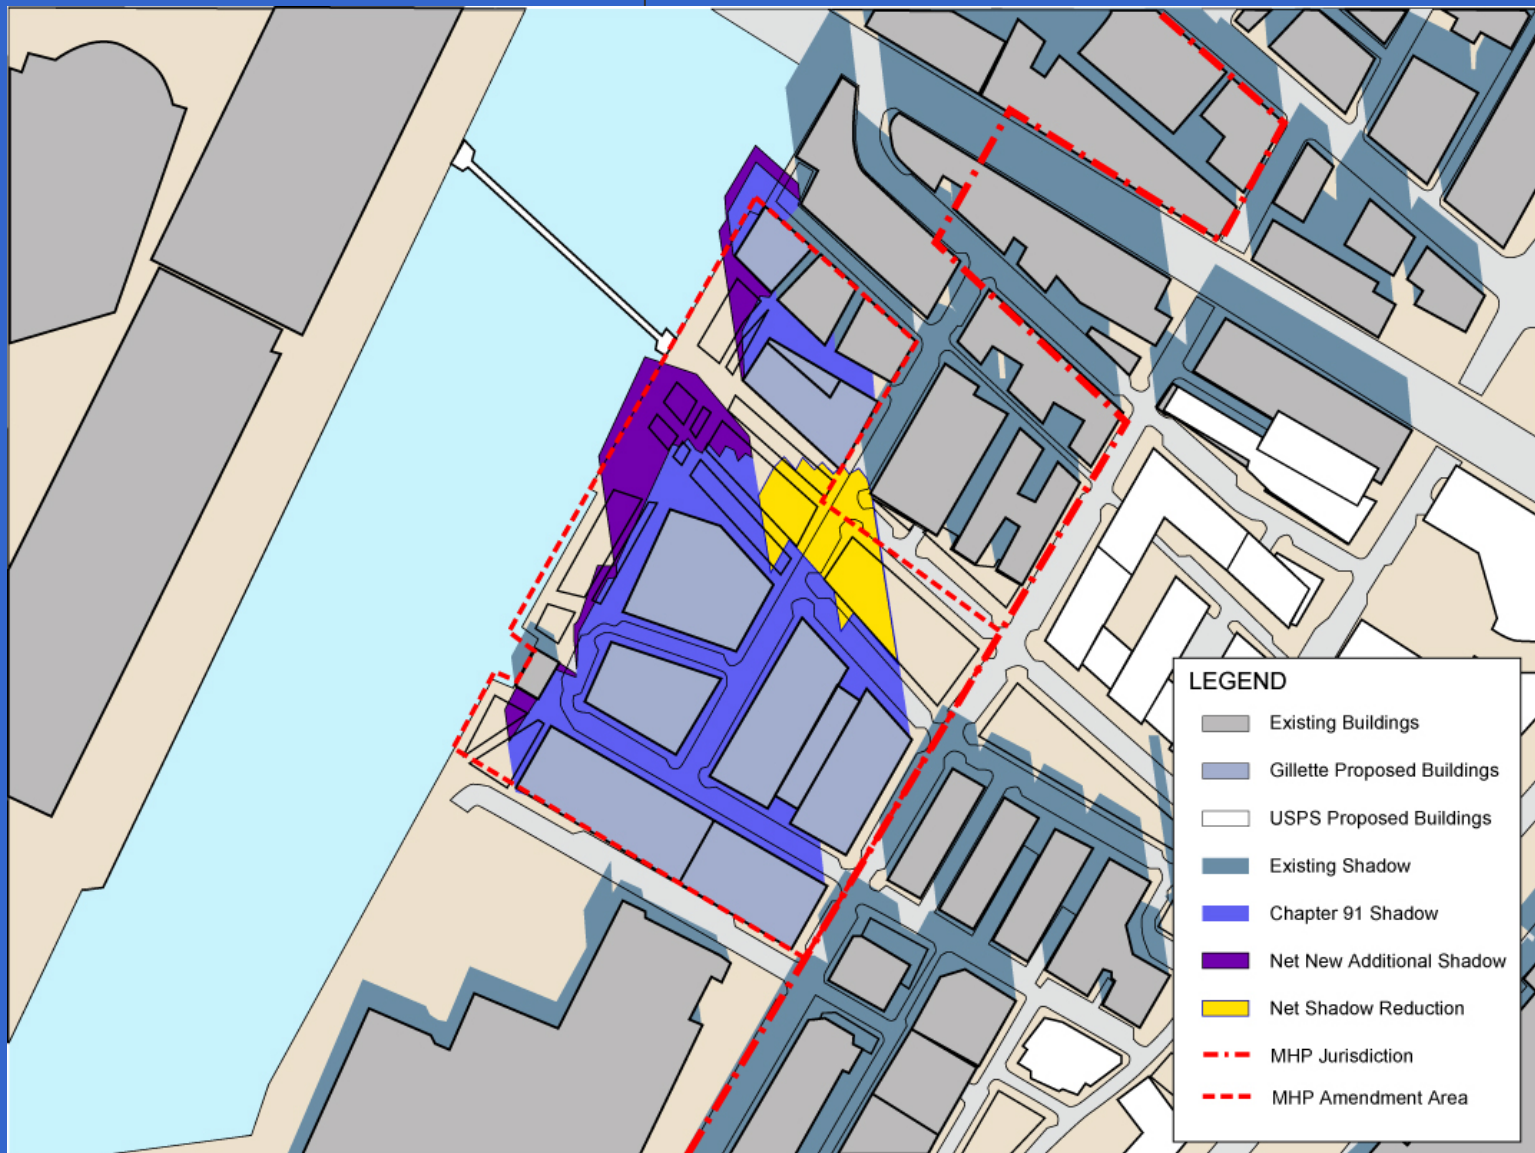 LEGEND
Existing Buildings
Gillette Proposed Buildings
USPS Proposed Buildings
Existing Shadow
Chapter 91 Shadow
Net New Additional Shadow
Net Shadow Reduction
MHP Jurisdiction
MHP Amendment Area